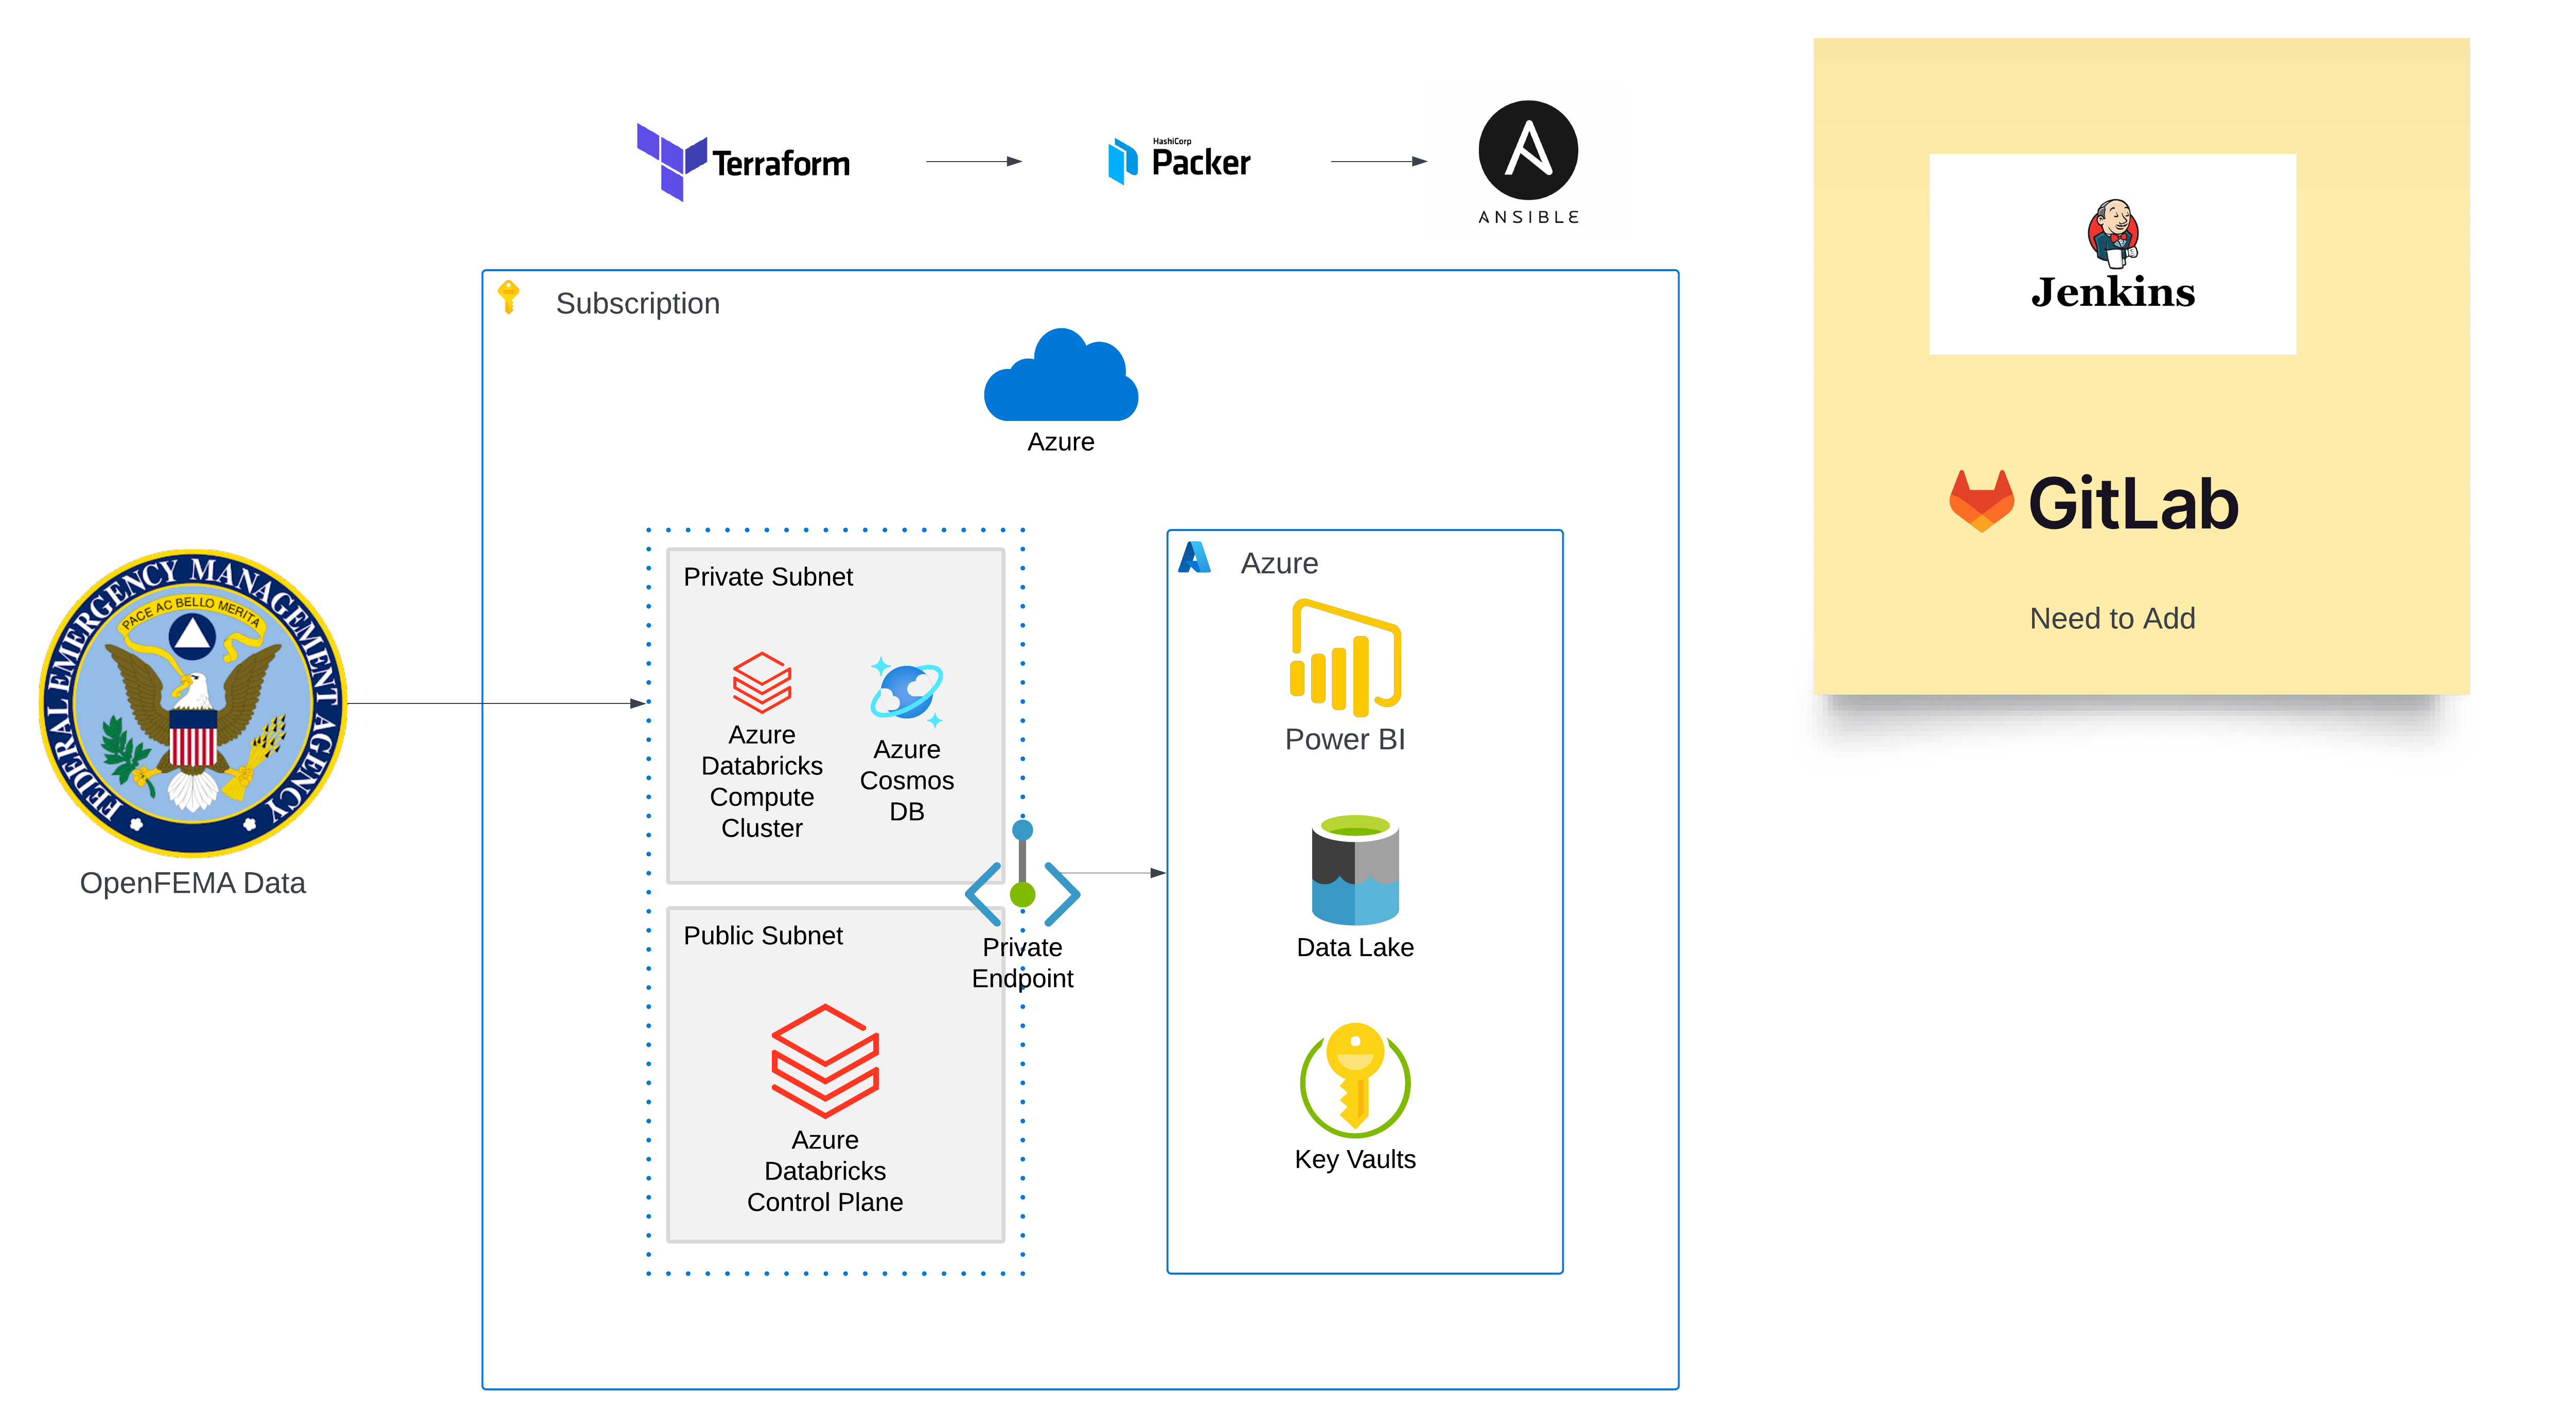 Terraform
HashiCorp
Packer
ANSIBLE
Jenkins
GitLab
Need to Add
Subscription
Azure
FEDERAL EMERGENCY MANAGEMENT AGENCY
PACE AC BELLO MERITA
OpenFEMA Data
Private Subnet
Azure
Databricks
Compute
Cluster
Azure
Cosmos
DB
Public Subnet
Azure
Databricks
Control Plane
Private
Endpoint
Azure
Power BI
Data Lake
Key Vaults